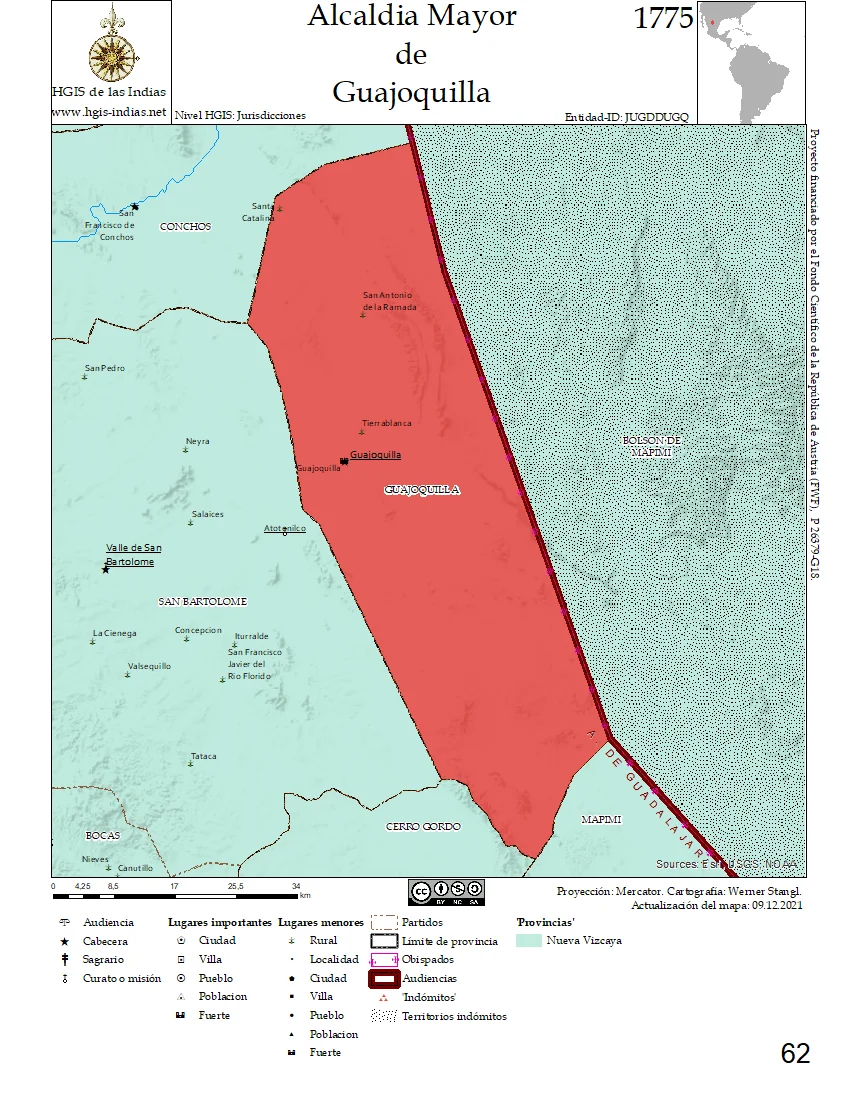 Alcaldia Mayor
de
Guajoquilla
1775
HGIS de las Indias
www.hgis-indias.net
Nivel HGIS: Jurisdicciones
Entidad-ID: JUGDDUGQ
Proyecto financiado por el Fondo Científico de la República de Austria (FWF), P 26379-G18.
San
Francisco de
Conchos
CONCHOS
Santa
Catalina
San Antonio
de la Ramada
San Pedro
Tierrablanca
Neyra
BOLSON DE
MAPIMI
Guajoquilla
Guajoquilla
GUAJOQUILLA
Salaices
Atotonilco
Valle de San
Bartolome
SAN BARTOLOME
La Cienega
Concepcion
Iturralde
San Francisco
Javier del
Rio Florido
Valsequillo
Tataca
A
DE GUADALAJAR
BOCAS
CERRO GORDO
MAPIMI
Nieves
Canutillo
Sources: Esri, USGS, NOAA
0 4,25 8,5 17 25,5 34
km
CC BY NC SA
Proyección: Mercator. Cartografía: Werner Stangl.
Actualización del mapa: 09.12.2021
Audiencia
Cabecera
Sagrario
Curato o misión
Lugares importantes
Ciudad
Villa
Pueblo
Poblacion
Fuerte
Lugares menores
Rural
Localidad
Ciudad
Villa
Pueblo
Poblacion
Fuerte
Partidos
Límite de provincia
Obispados
Audiencias
'Indómitos'
Territorios indómitos
'Provincias'
Nueva Vizcaya
62